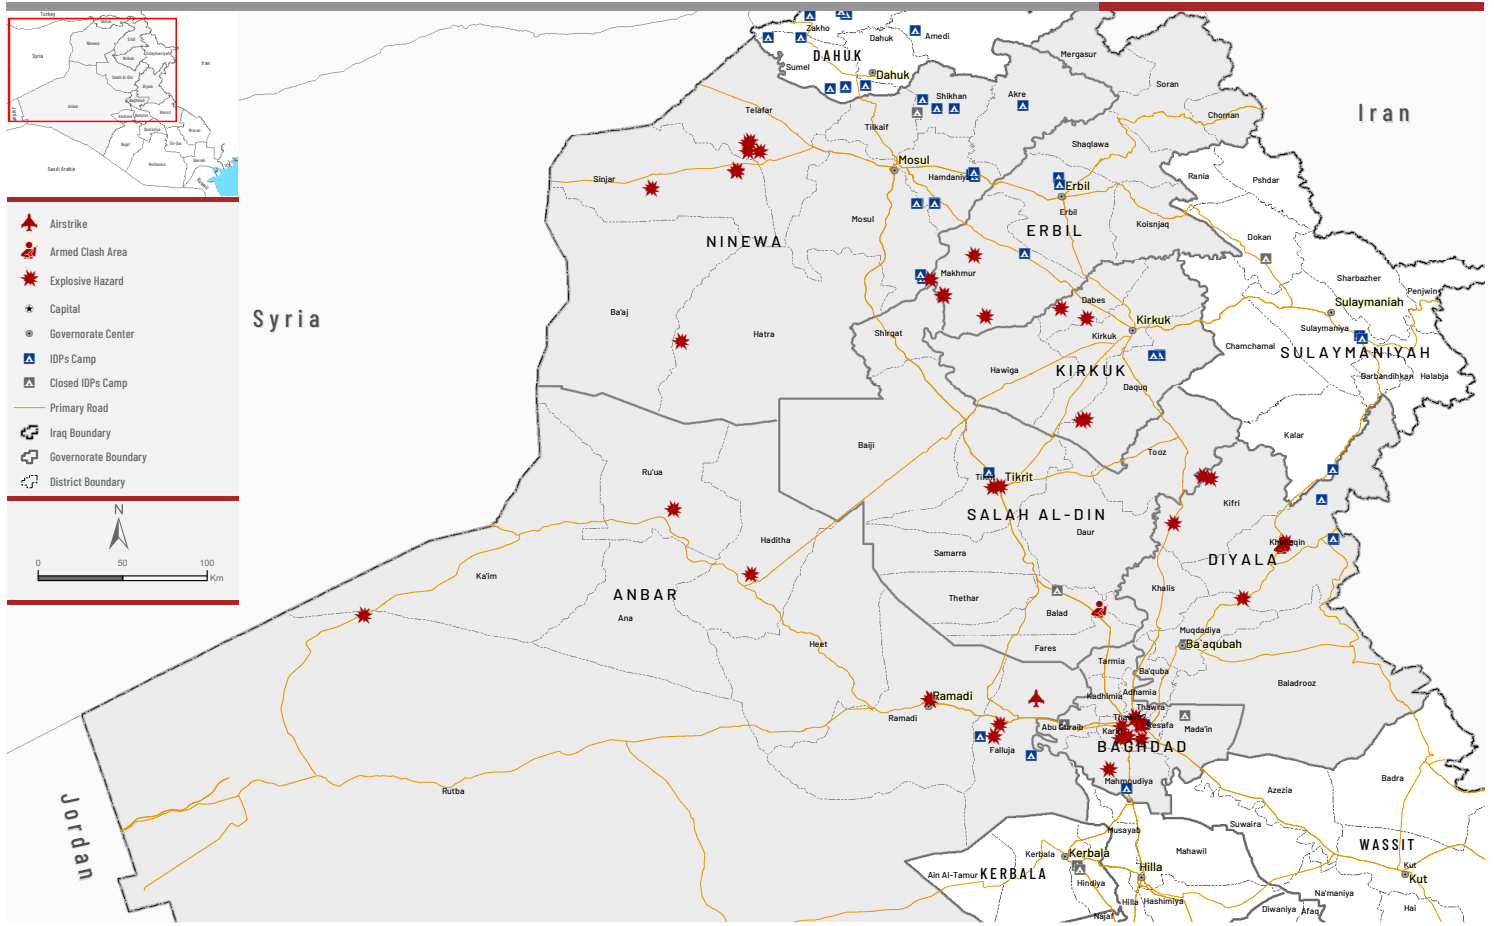 Turkey
Syria
Iran
Saudi Arabia
Airstrike
Armed Clash Area
Explosive Hazard
Capital
Governorate Center
IDPs Camp
Closed IDPs Camp
Primary Road
Iraq Boundary
Governorate Boundary
District Boundary
N
0 50 100
Km
Syria
Iran
Jordan
Zakho
Dahuk
Amedi
DAHUK
Sumel
Dahuk
Mergasur
Soran
Choman
Shikhan
Akre
Telafar
Tilkaif
Shaqlawa
Mosul
Sinjar
Hamdaniya
Erbil
Erbil
Rania
Pshdar
Mosul
NINEWA
ERBIL
Koisnjaq
Dokan
Makhmur
Sharbazher
Penjwin
Ba'aj
Hatra
Shirqat
Dabes
Kirkuk
Kirkuk
Sulaymaniah
Sulaymaniya
Chamchamal
SULAYMANIYAH
Hawiga
KIRKUK
Daquq
Darbandihkan
Halabja
Baiji
Kalar
Tooz
Ru'ua
Tikrit
Tikrit
Kifri
SALAH AL-DIN
Daur
Haditha
Samarra
Khanaqin
DIYALA
Ka'im
ANBAR
Ana
Thethar
Balad
Khalis
Heet
Fares
Muqdadiya
Ba`aqubah
Tarmia
Ba'quba
Baladrooz
Ramadi
Ramadi
Kadhimia
Adhamia
Thawra
Thawra2
Resafa
Karkh
Mada'in
Abu Ghraib
Falluja
BAGHDAD
Mahmoudiya
Rutba
Badra
Azezia
Suwaira
Musayab
WASSIT
Kerbala
Kerbala
Mahawil
Kut
Kut
Ain Al-Tamur
KERBALA
Hilla
Hindiya
Hilla
Hashimiya
Na'maniya
Najaf
Diwaniya
Afaq
Hai